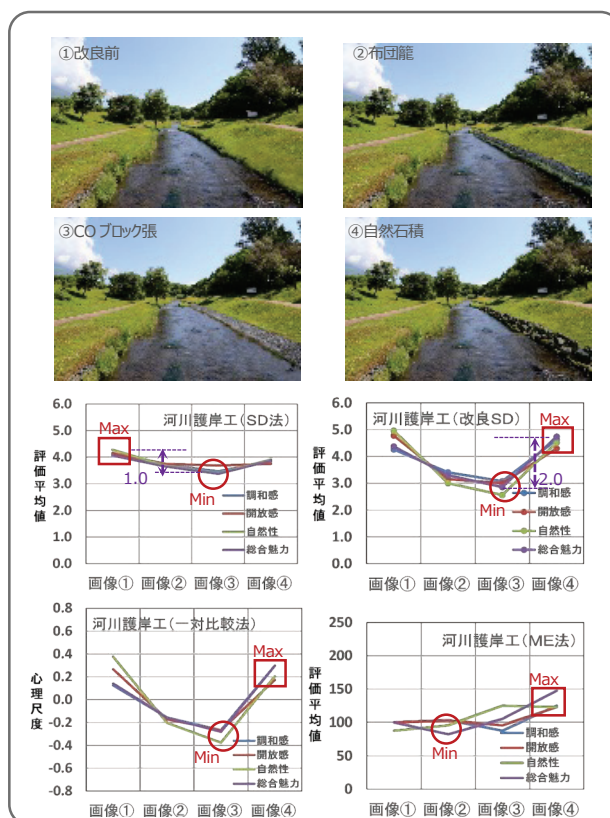 ①改良前
②布団籠
③COブロック張
④自然石積
河川護岸工(SD法)
Max
1.0
Min
評価平均値
6.0
5.0
4.0
3.0
2.0
1.0
0.0
調和感
開放感
自然性
総合魅力
画像① 画像② 画像③ 画像④
河川護岸工(改良SD)
Max
2.0
Min
評価平均値
6.0
5.0
4.0
3.0
2.0
1.0
0.0
調和感
開放感
自然性
総合魅力
画像① 画像② 画像③ 画像④
河川護岸工(一対比較法)
Max
Min
心理尺度
0.8
0.6
0.4
0.2
0.0
-0.2
-0.4
-0.6
-0.8
調和感
開放感
自然性
総合魅力
画像① 画像② 画像③ 画像④
河川護岸工(ME法)
Max
Min
評価平均値
250
200
150
100
50
0
調和感
開放感
自然性
総合魅力
画像① 画像② 画像③ 画像④